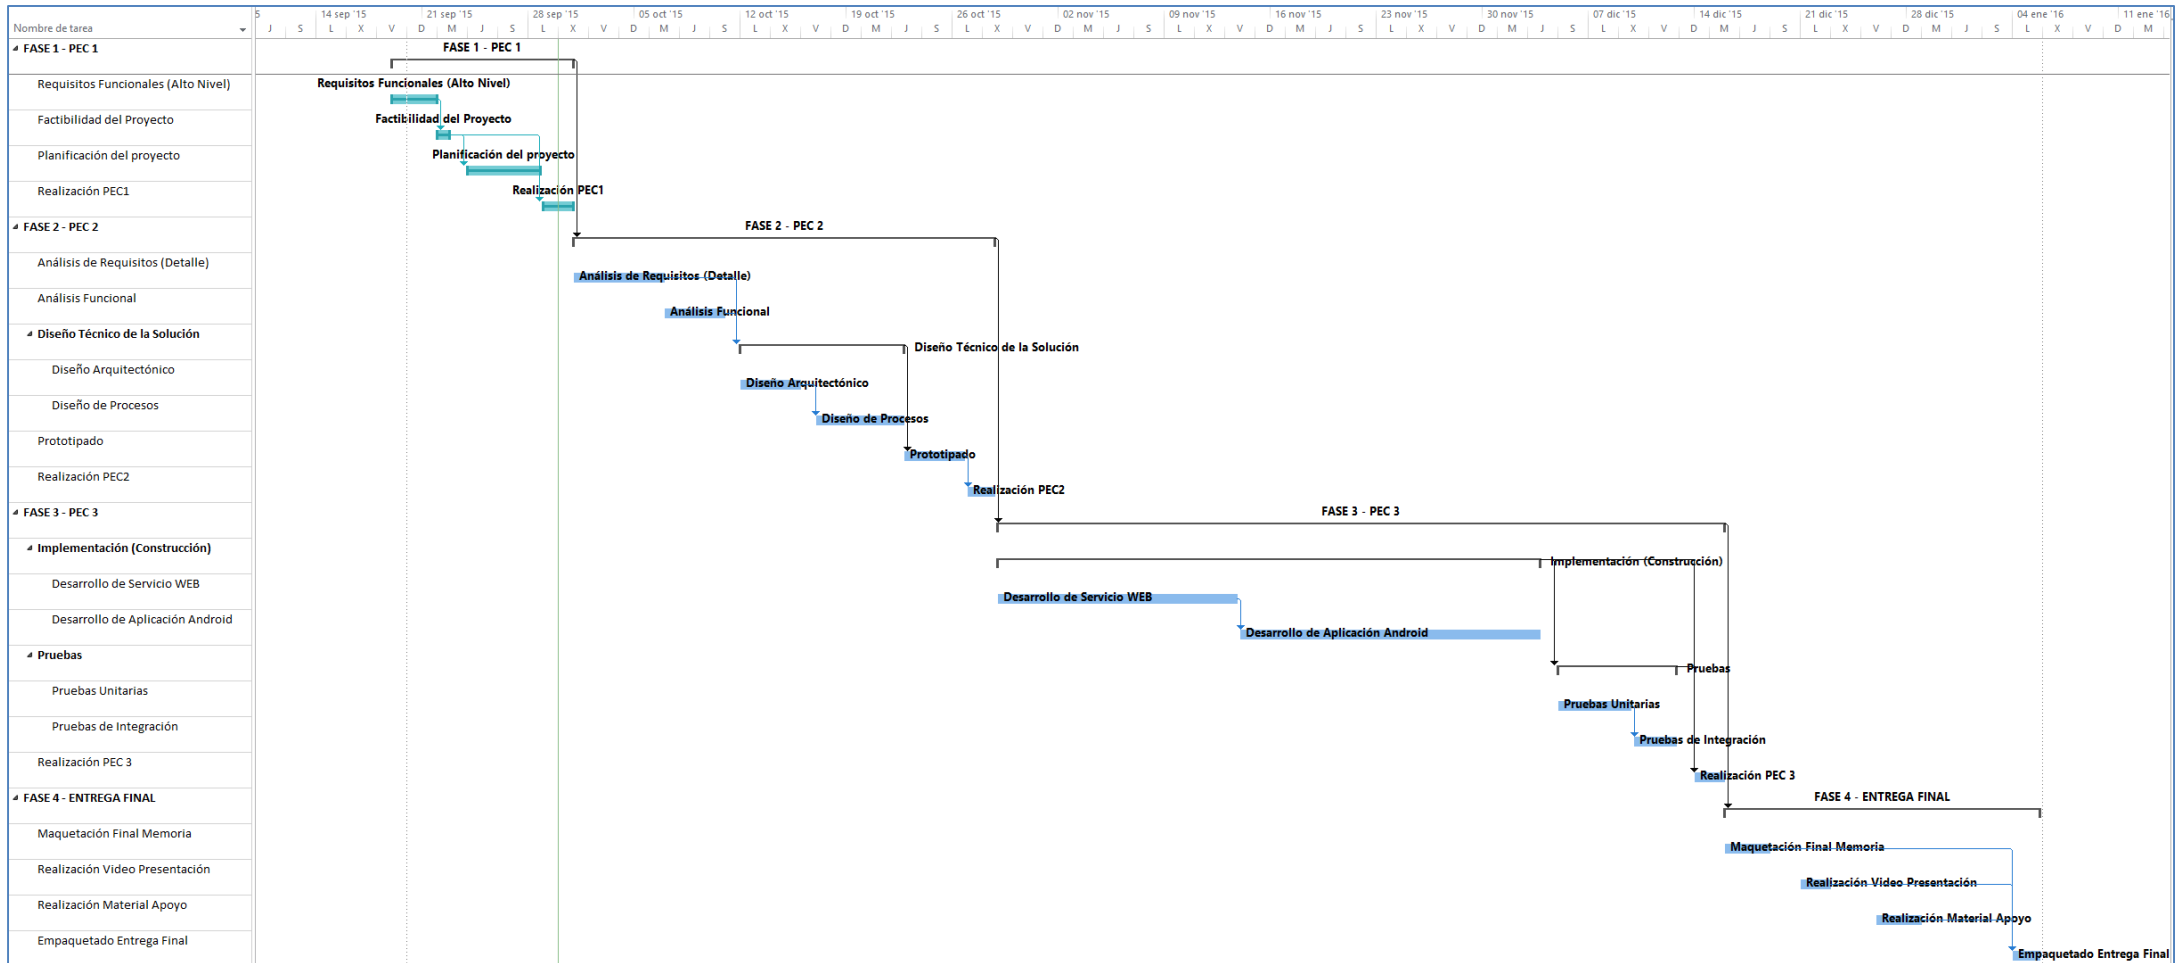 5 14 sep '15 21 sep '15 28 sep '15 05 oct '15 12 oct '15 19 oct '15 26 oct '15 02 nov '15 09 nov '15 16 nov '15 23 nov '15 30 nov '15 07 dic '15 14 dic '15 21 dic '15 28 dic '15 04 ene '16 11 ene '16
Nombre de tarea J S L X V D M J S L X V D M J S L X V D M J S L X V D M J S L X V D M J S L X V D M J S L X V D M J S L X V D M J S L X V D M J S L X V D M
FASE 1 - PEC 1 FASE 1 - PEC 1
Requisitos Funcionales (Alto Nivel) Requisitos Funcionales (Alto Nivel)
Factibilidad del Proyecto Factibilidad del Proyecto
Planificación del proyecto Planificación del proyecto
Realización PEC1 Realización PEC1
FASE 2 - PEC 2 FASE 2 - PEC 2
Análisis de Requisitos (Detalle) Análisis de Requisitos (Detalle)
Análisis Funcional Análisis Funcional
Diseño Técnico de la Solución Diseño Técnico de la Solución
Diseño Arquitectónico Diseño Arquitectónico
Diseño de Procesos Diseño de Procesos
Prototipado Prototipado
Realización PEC2 Realización PEC2
FASE 3 - PEC 3 FASE 3 - PEC 3
Implementación (Construcción) Implementación (Construcción)
Desarrollo de Servicio WEB Desarrollo de Servicio WEB
Desarrollo de Aplicación Android Desarrollo de Aplicación Android
Pruebas Pruebas
Pruebas Unitarias Pruebas Unitarias
Pruebas de Integración Pruebas de Integración
Realización PEC 3 Realización PEC 3
FASE 4 - ENTREGA FINAL FASE 4 - ENTREGA FINAL
Maquetación Final Memoria Maquetación Final Memoria
Realización Video Presentación Realización Video Presentación
Realización Material Apoyo Realización Material Apoyo
Empaquetado Entrega Final Empaquetado Entrega Final